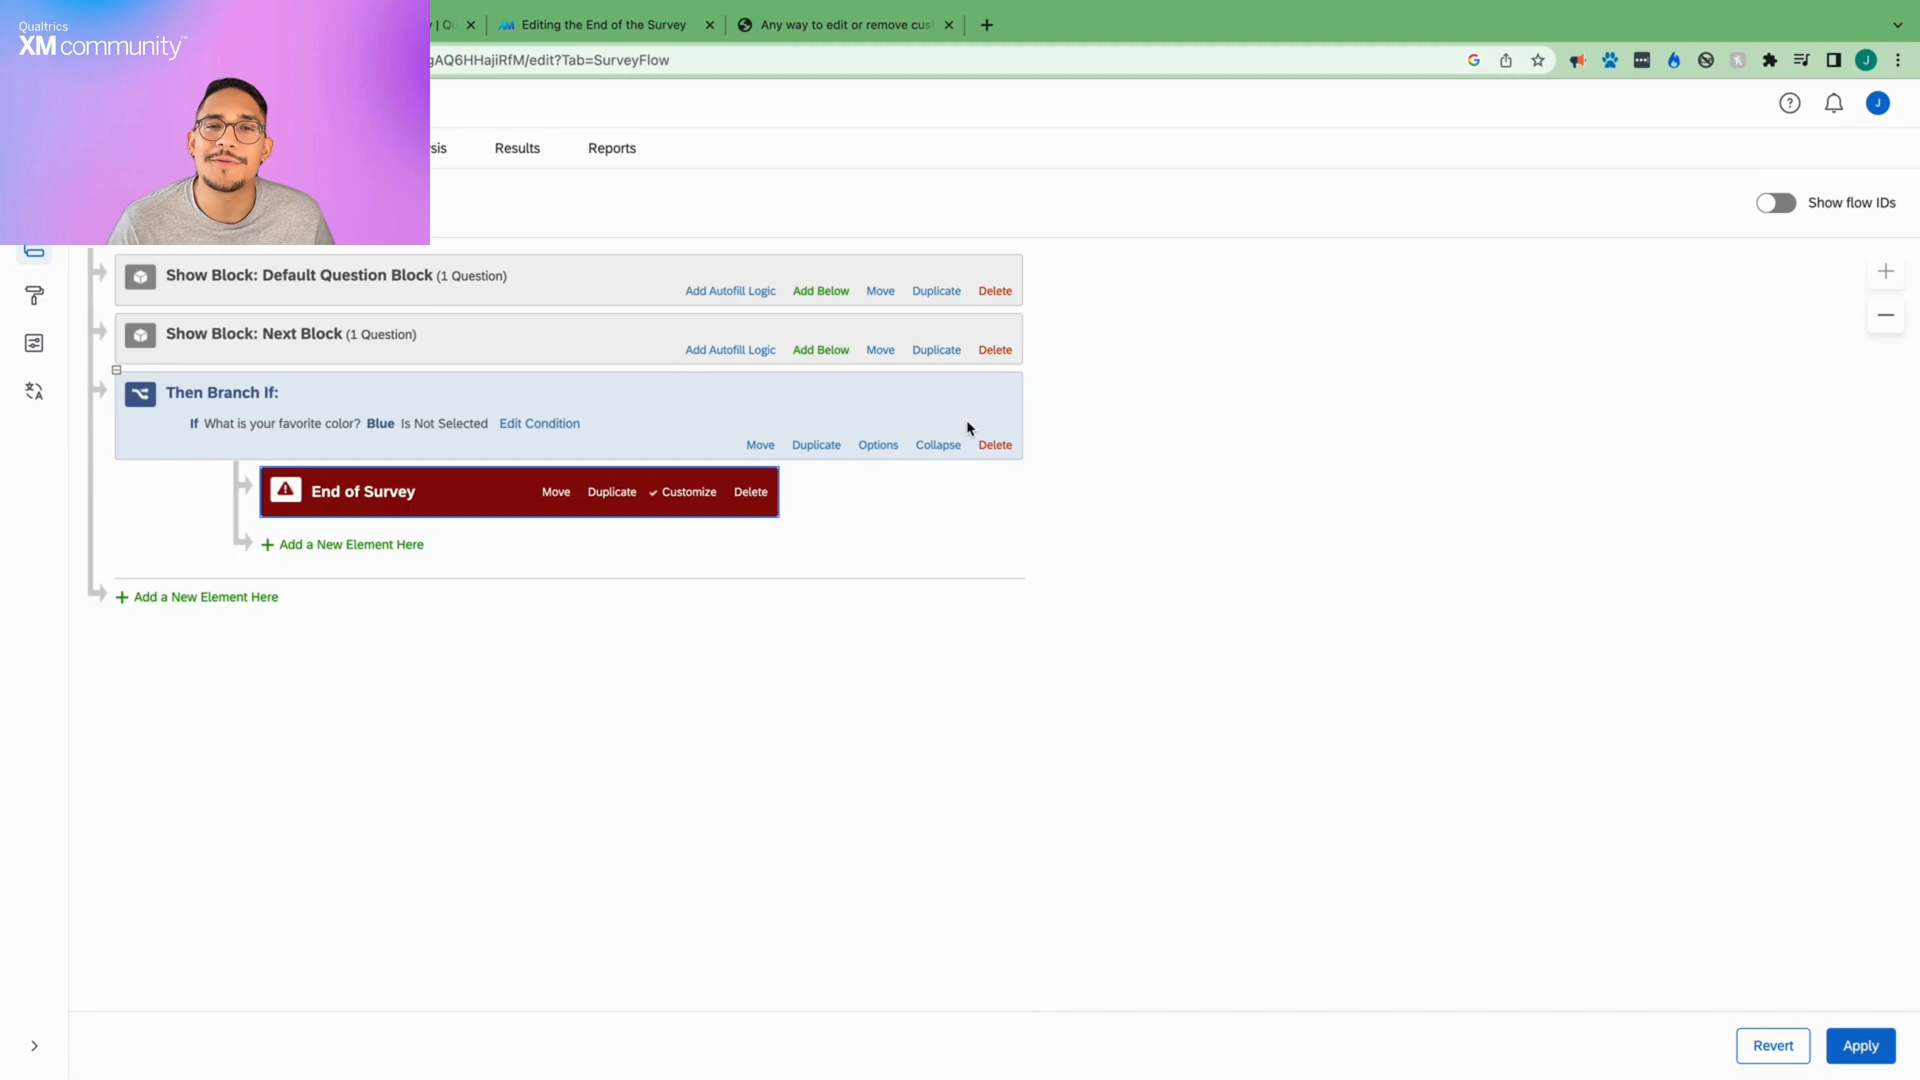 Qualtrics
XM community™
| Qu
Editing the End of the Survey
Any way to edit or remove cus
gAQ6HHajiRfM/edit?Tab=SurveyFlow
J
J
sis
Results
Reports
Show flow IDs
Show Block: Default Question Block (1 Question)
Add Autofill Logic Add Below Move Duplicate Delete
Show Block: Next Block (1 Question)
Add Autofill Logic Add Below Move Duplicate Delete
Then Branch If:
If What is your favorite color? Blue Is Not Selected Edit Condition
Move Duplicate Options Collapse Delete
End of Survey Move Duplicate Customize Delete
+ Add a New Element Here
+ Add a New Element Here
Revert Apply